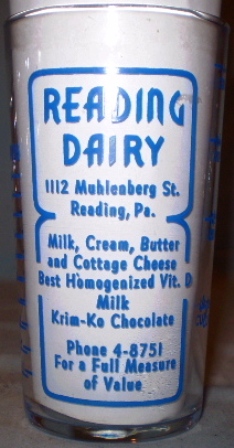 READING
DAIRY
1112 Muhlenberg St.
Reading, Pa.
Milk, Cream, Butter
and Cottage Cheese
Best Homogenized Vit. D
Milk
Krim-Ko Chocolate
Phone 4-8751
For a Full Measure
of Value